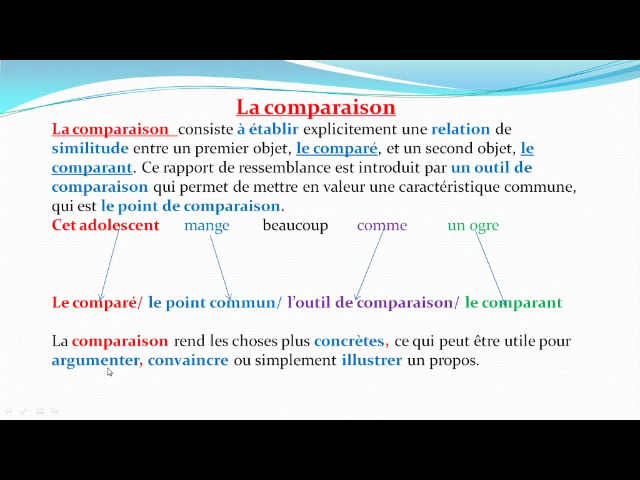 La comparaison
La comparaison consiste à établir explicitement une relation de
similitude entre un premier objet, le comparé, et un second objet, le
comparant. Ce rapport de ressemblance est introduit par un outil de
comparaison qui permet de mettre en valeur une caractéristique commune,
qui est le point de comparaison.
Cet adolescent mange beaucoup comme un ogre
Le comparé/ le point commun/ l'outil de comparaison/ le comparant
La comparaison rend les choses plus concrètes, ce qui peut être utile pour
argumenter, convaincre ou simplement illustrer un propos.